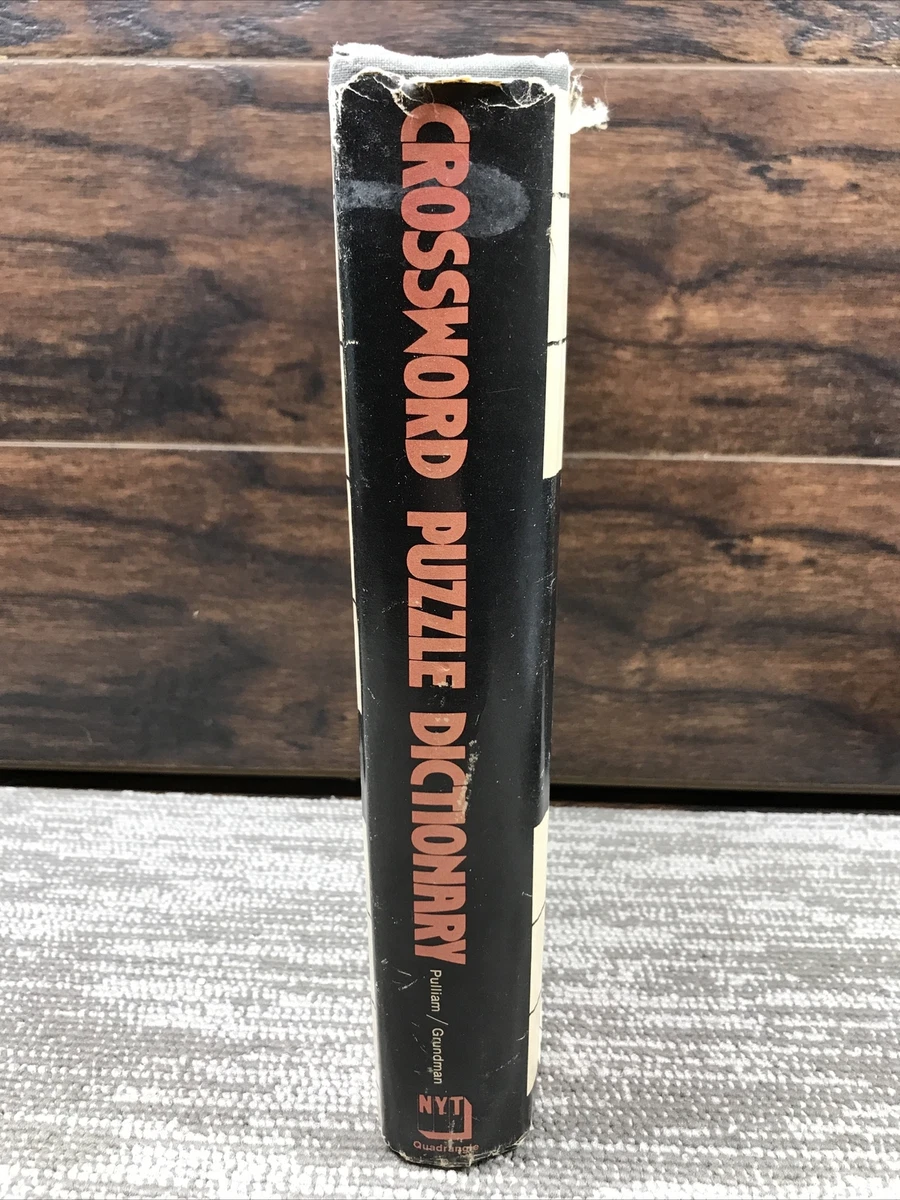 CROSSWORD PUZZLE DICTIONARY
Pulliam / Grundman
NYT
Quadrangle